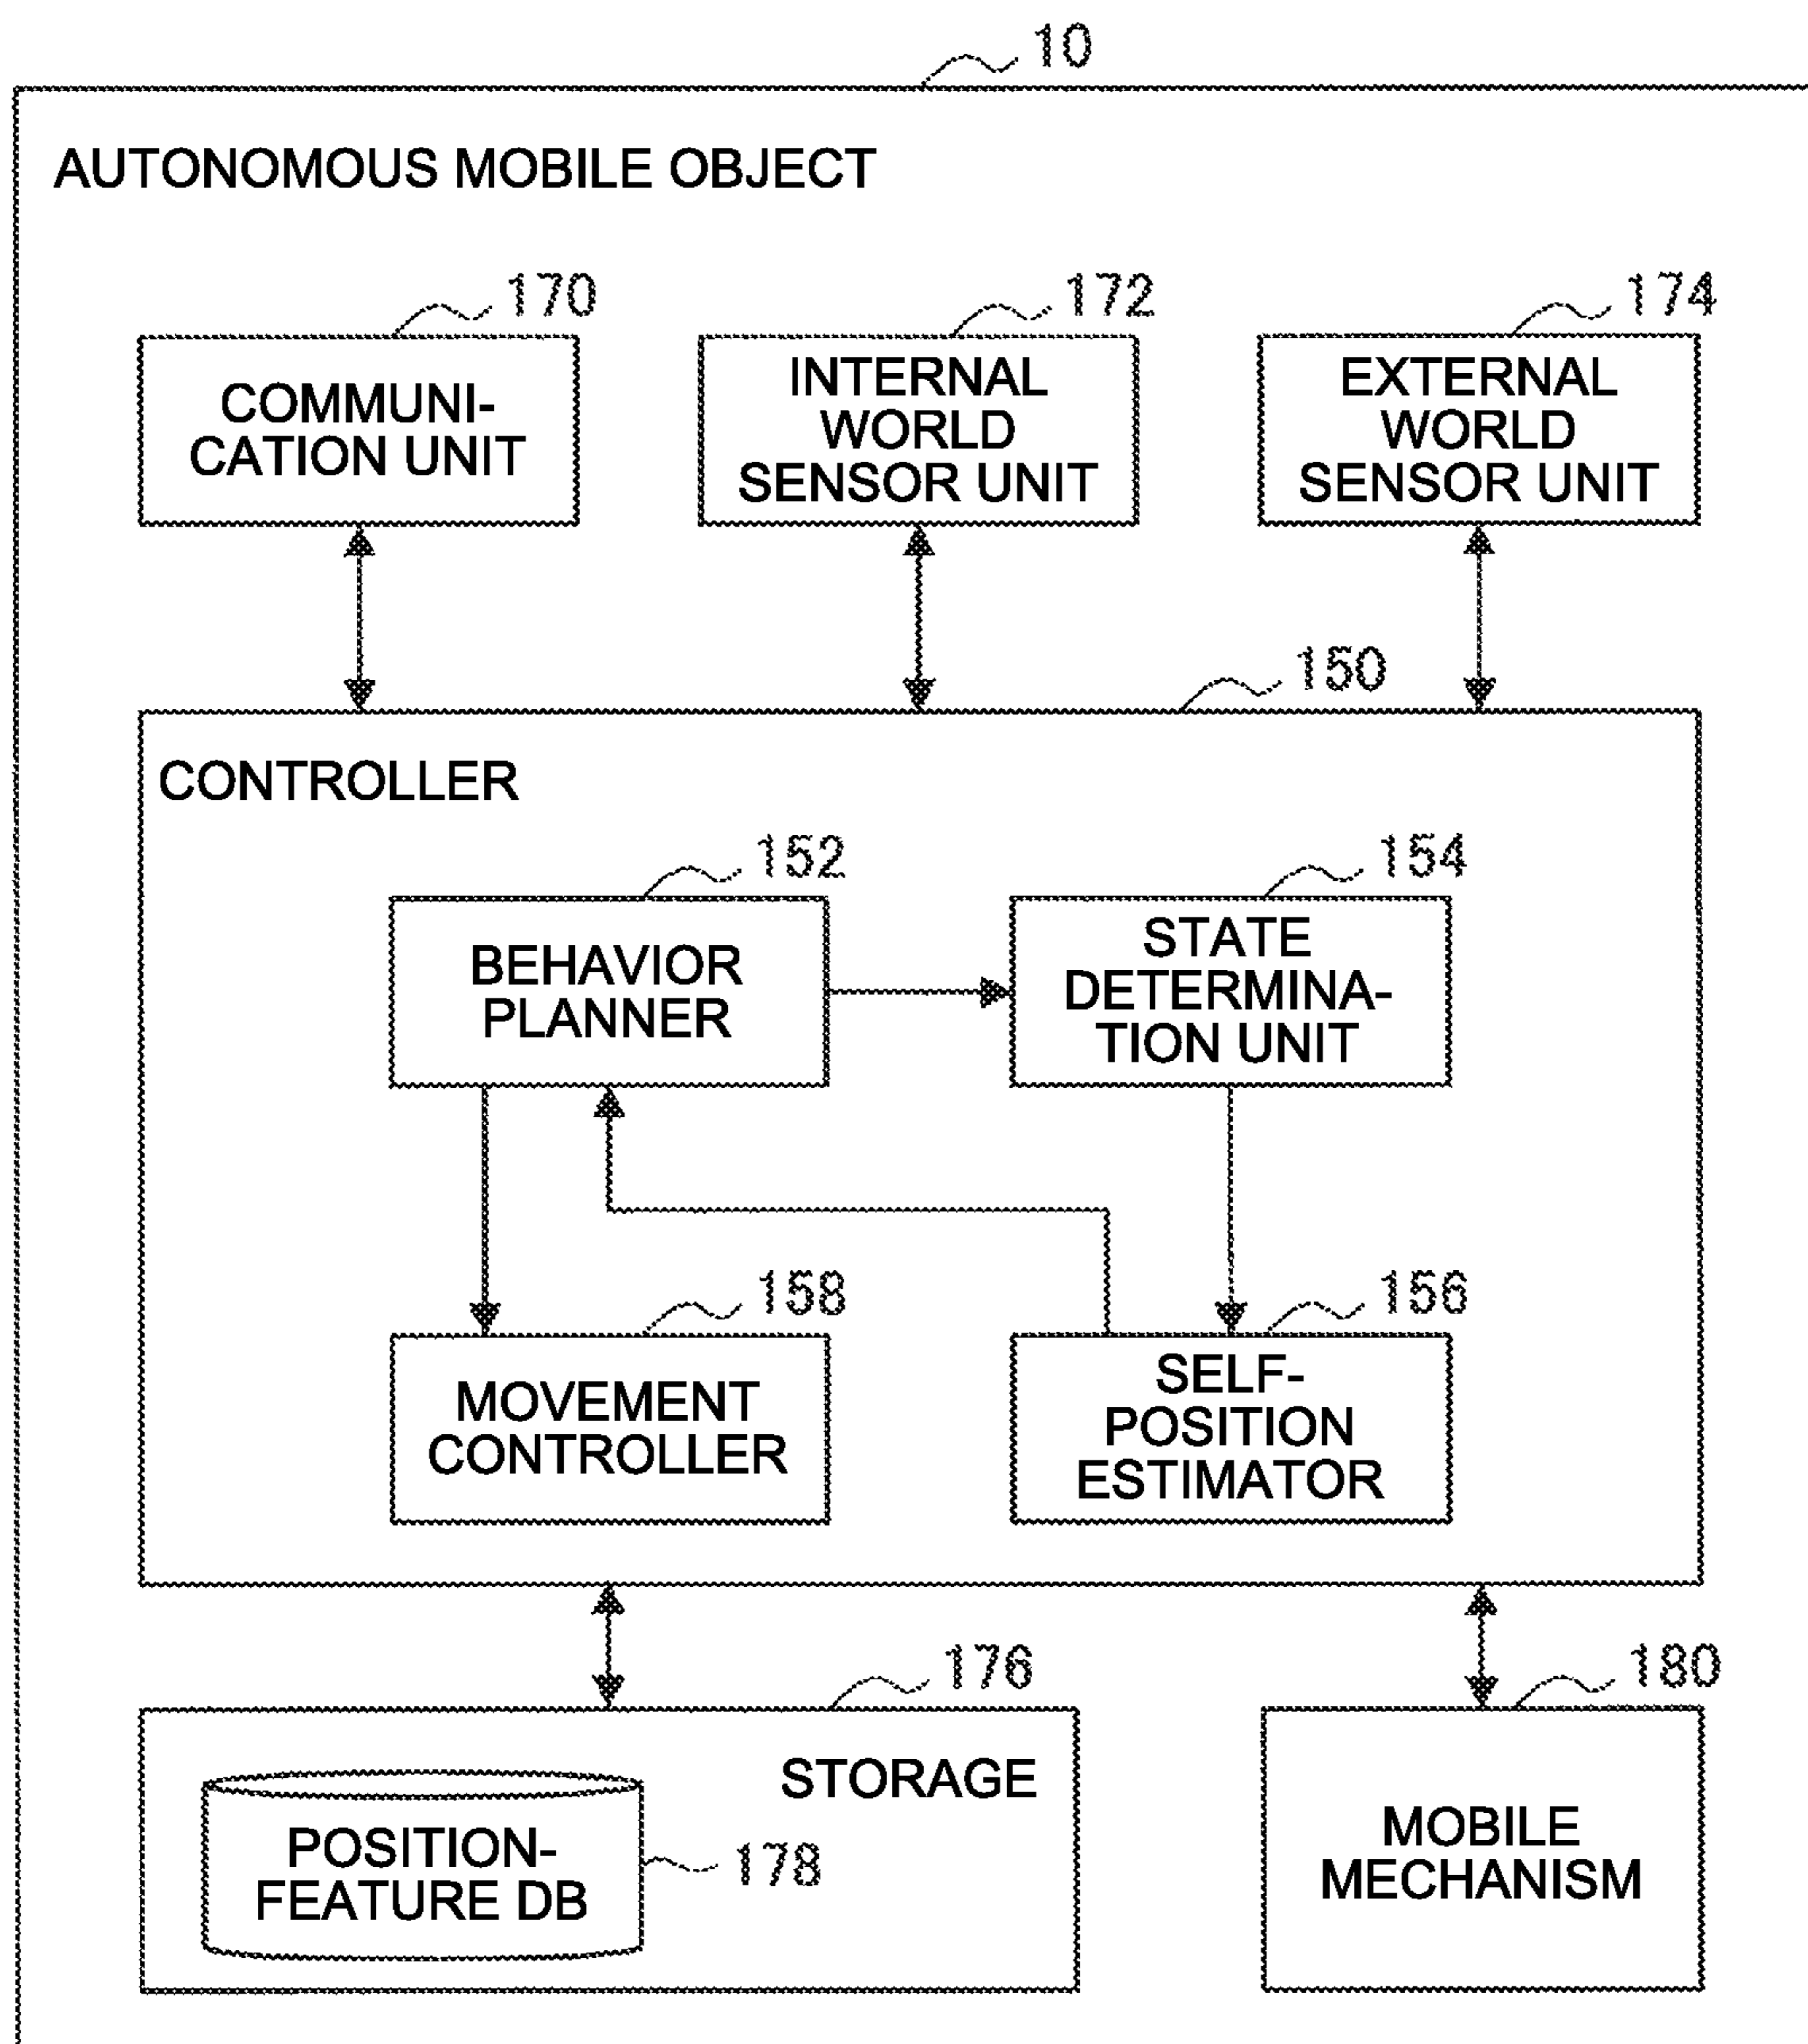 10
AUTONOMOUS MOBILE OBJECT
170
172
174
COMMUNI-
CATION UNIT
INTERNAL
WORLD
SENSOR UNIT
EXTERNAL
WORLD
SENSOR UNIT
150
CONTROLLER
152
154
BEHAVIOR
PLANNER
STATE
DETERMINA-
TION UNIT
158
156
MOVEMENT
CONTROLLER
SELF-
POSITION
ESTIMATOR
176
180
STORAGE
POSITION-
FEATURE DB
178
MOBILE
MECHANISM